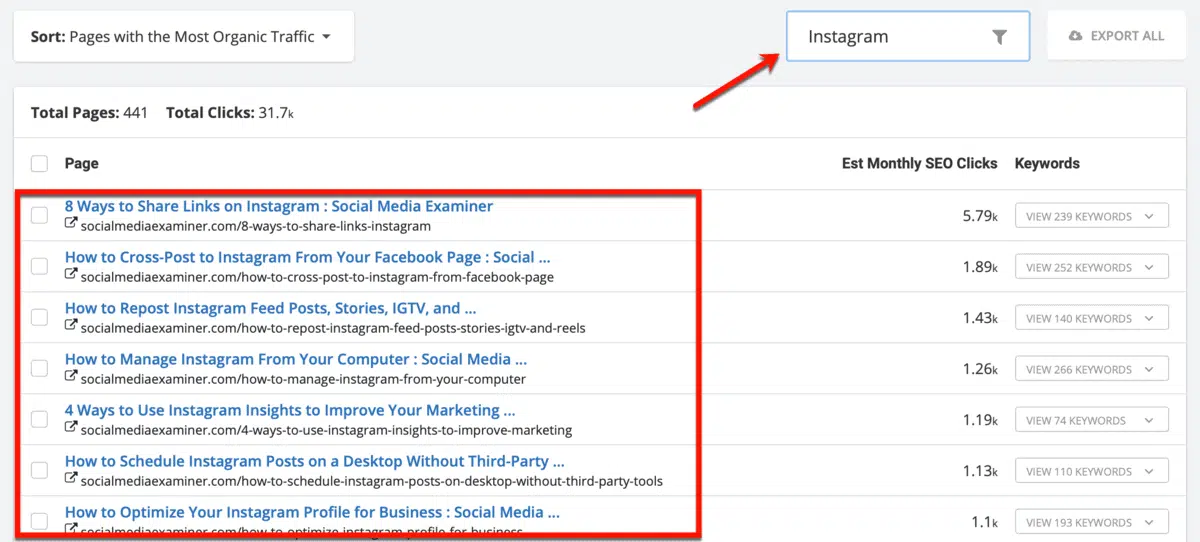 Sort: Pages with the Most Organic Traffic
Instagram
EXPORT ALL
Total Pages: 441 Total Clicks: 31.7k
Page Est Monthly SEO Clicks Keywords
8 Ways to Share Links on Instagram : Social Media Examiner
socialmediaexaminer.com/8-ways-to-share-links-instagram
5.79k VIEW 239 KEYWORDS
How to Cross-Post to Instagram From Your Facebook Page : Social ...
socialmediaexaminer.com/how-to-cross-post-to-instagram-from-facebook-page
1.89k VIEW 252 KEYWORDS
How to Repost Instagram Feed Posts, Stories, IGTV, and ...
socialmediaexaminer.com/how-to-repost-instagram-feed-posts-stories-igtv-and-reels
1.43k VIEW 140 KEYWORDS
How to Manage Instagram From Your Computer : Social Media ...
socialmediaexaminer.com/how-to-manage-instagram-from-your-computer
1.26k VIEW 266 KEYWORDS
4 Ways to Use Instagram Insights to Improve Your Marketing ...
socialmediaexaminer.com/4-ways-to-use-instagram-insights-to-improve-marketing
1.19k VIEW 74 KEYWORDS
How to Schedule Instagram Posts on a Desktop Without Third-Party ...
socialmediaexaminer.com/how-to-schedule-instagram-posts-on-desktop-without-third-party-tools
1.13k VIEW 110 KEYWORDS
How to Optimize Your Instagram Profile for Business : Social Media ...
socialmediaexaminer.com/how-to-optimize-instagram-profile-for-business
1.1k VIEW 193 KEYWORDS